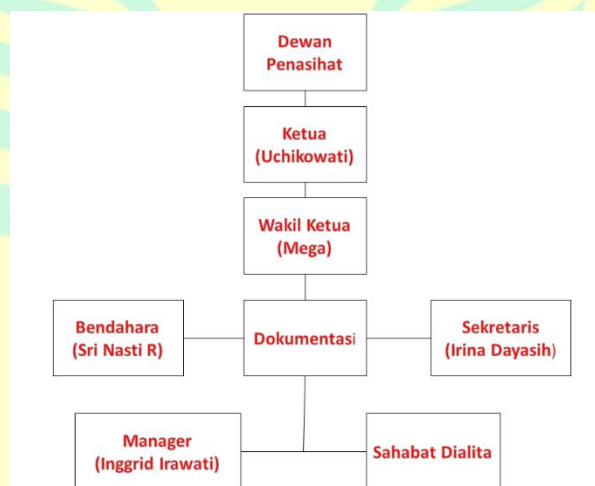 Dewan
Penasihat
Ketua
(Uchikowati)
Wakil Ketua
(Mega)
Bendahara
(Sri Nasti R)
Dokumentasi
Sekretaris
(Irina Dayasih)
Manager
(Inggrid Irawati)
Sahabat Dialita